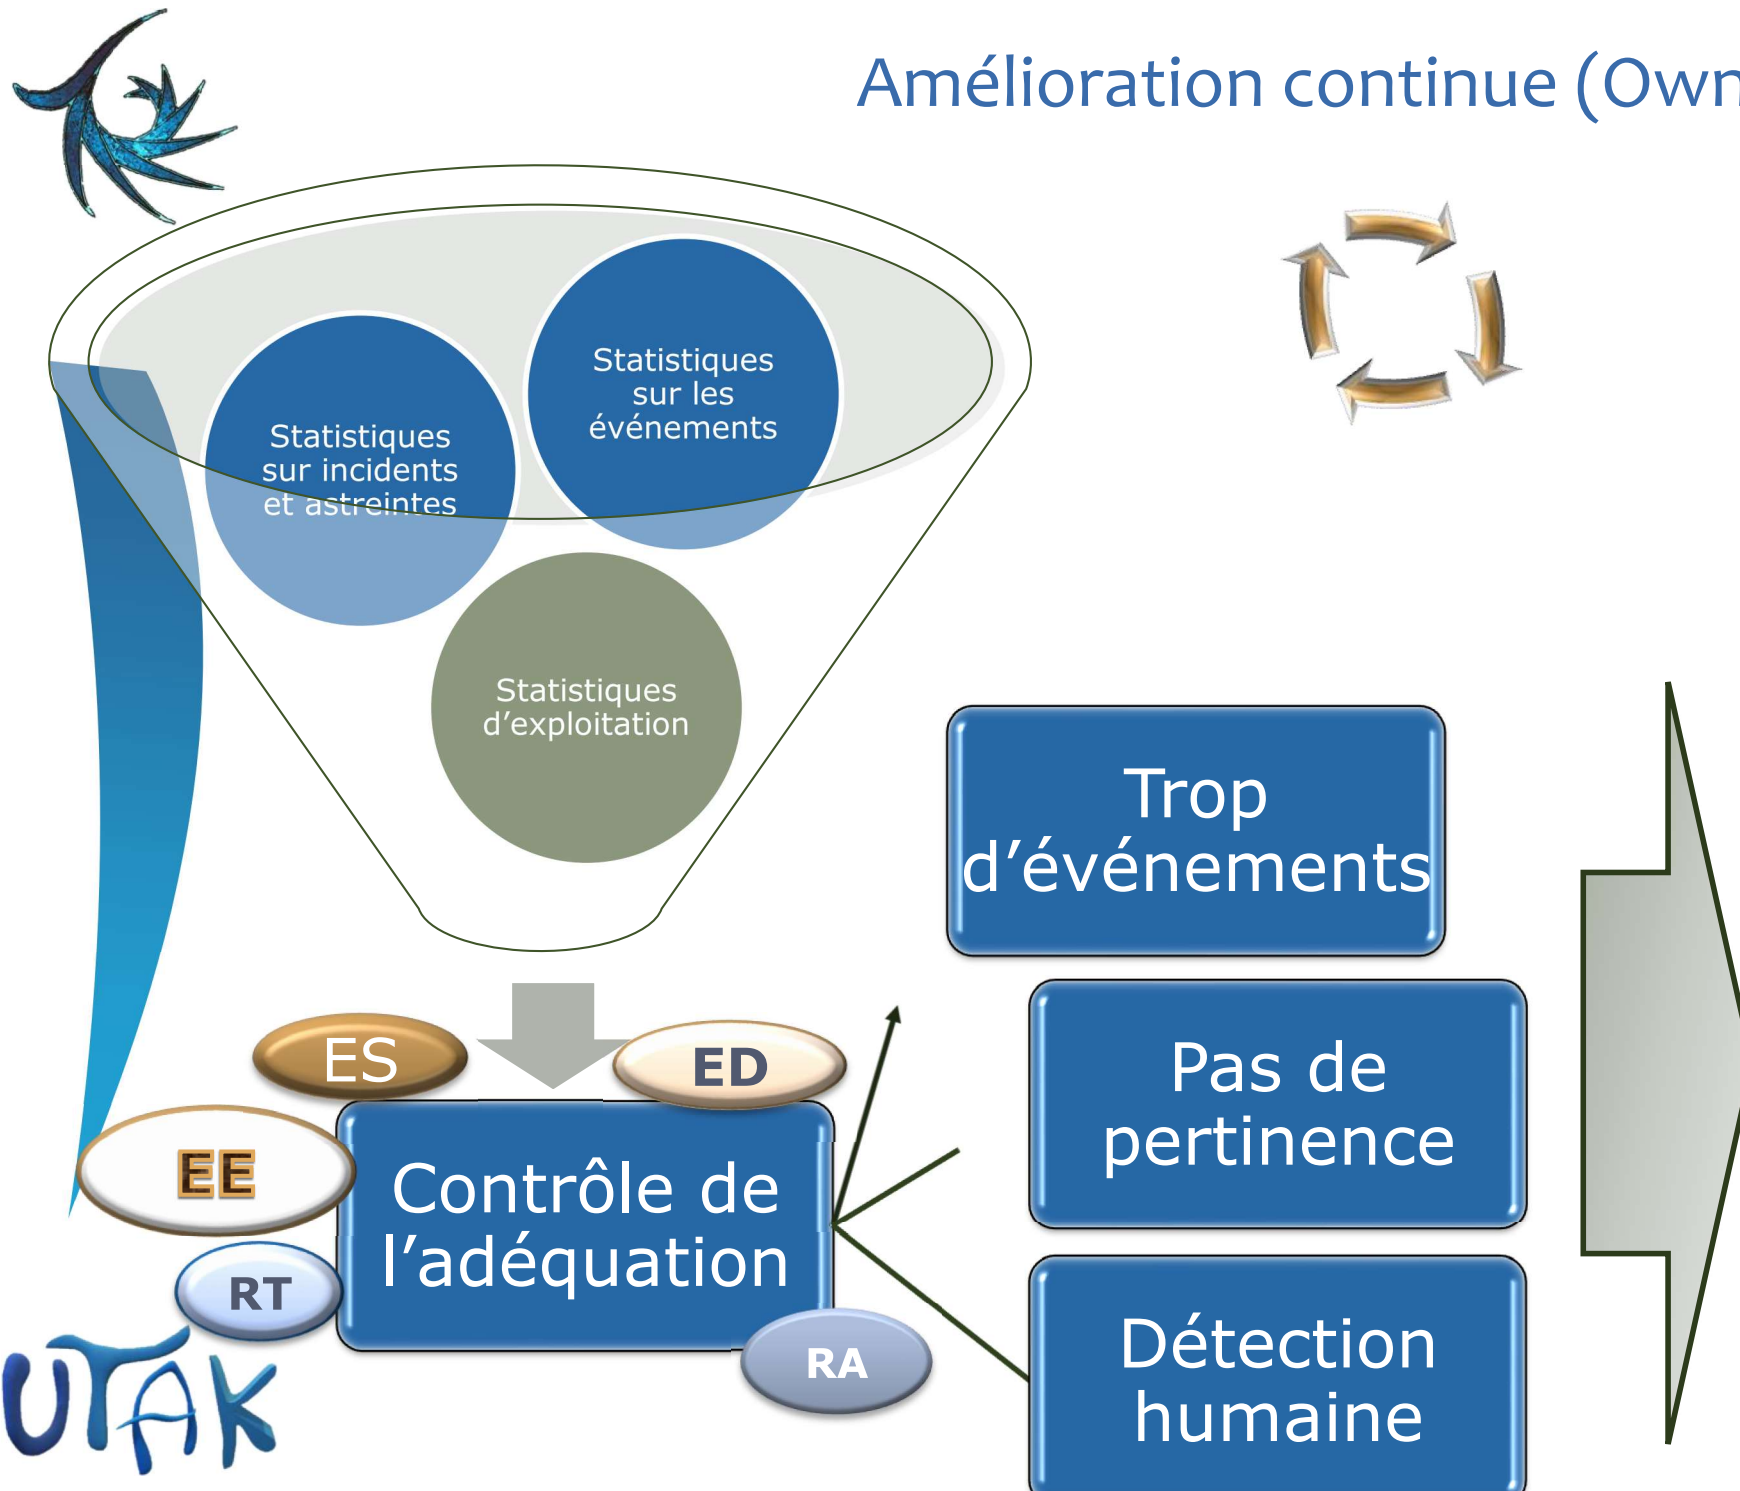 Amélioration continue (Own
Statistiques
sur les
événements
Statistiques
sur incidents
et astreintes
Statistiques
d’exploitation
Trop
d’événements
ES
ED
Pas de
pertinence
EE
Contrôle de
l’adéquation
RT
RA
Détection
humaine
UTAK